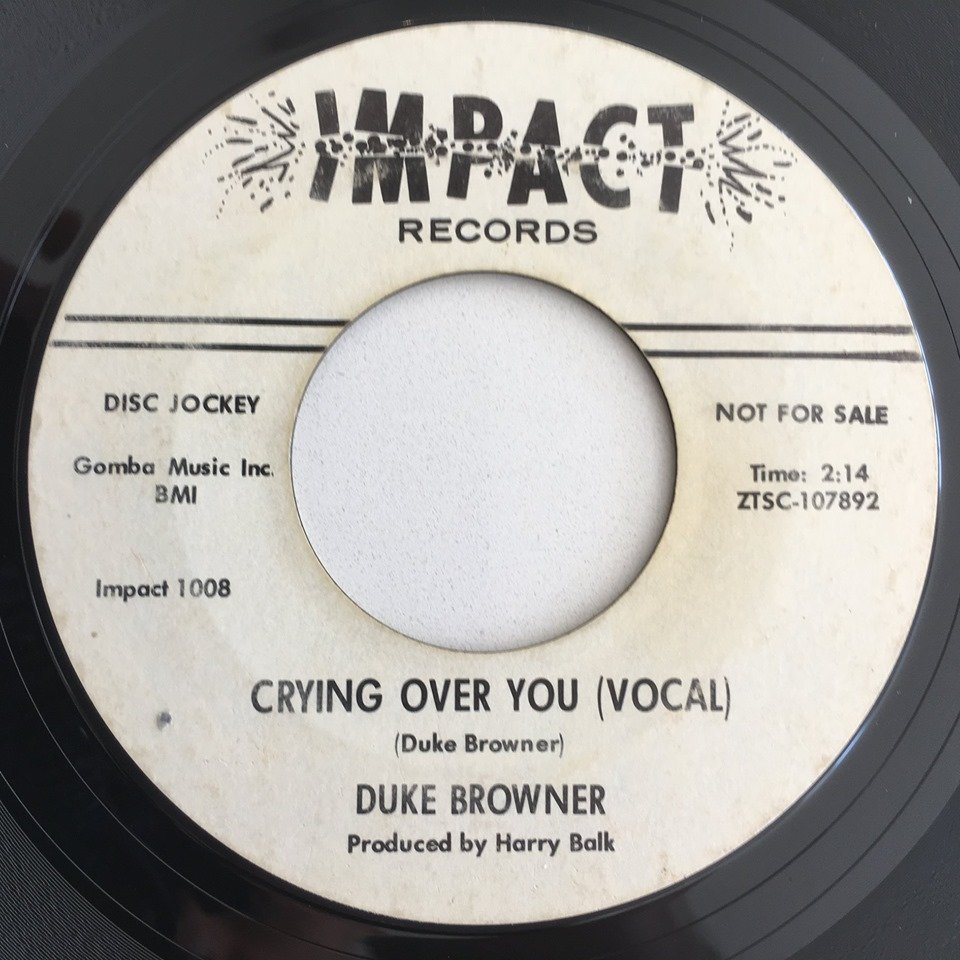 IMPACT
RECORDS
DISC JOCKEY
NOT FOR SALE
Gomba Music Inc.
BMI
Time: 2:14
ZTSC-107892
Impact 1008
CRYING OVER YOU (VOCAL)
(Duke Browner)
DUKE BROWNER
Produced by Harry Balk